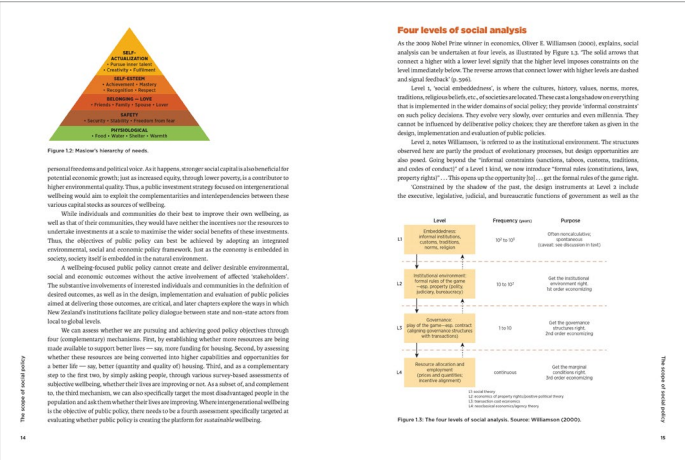 SELF-
ACTUALIZATION
• Pursue inner talent
• Creativity • Fulfilment
SELF-ESTEEM
• Achievement • Mastery
• Recognition • Respect
BELONGING — LOVE
• Friends • Family • Spouse • Lover
SAFETY
• Security • Stability • Freedom from fear
PHYSIOLOGICAL
• Food • Water • Shelter • Warmth
Figure 1.2: Maslow's hierarchy of needs.
personal freedoms and political voice. As it happens, stronger social capital is also beneficial for
potential economic growth; just as increased equity, through lower poverty, is a contributor to
higher environmental quality. Thus, a public investment strategy focused on intergenerational
wellbeing would aim to exploit the complementarities and interdependencies between these
various capital stocks as sources of wellbeing.
While individuals and communities do their best to improve their own wellbeing, as
well as that of their communities, they would have neither the incentives nor the resources to
undertake investments at a scale to maximise the wider social benefits of these investments.
Thus, the objectives of public policy can best be achieved by adopting an integrated
environmental, social and economic policy framework. Just as the economy is embedded in
society, society itself is embedded in the natural environment.
A wellbeing-focused public policy cannot create and deliver desirable environmental,
social and economic outcomes without the active involvement of affected 'stakeholders'.
The substantive involvements of interested individuals and communities in the definition of
desired outcomes, as well as in the design, implementation and evaluation of public policies
aimed at delivering those outcomes, are critical, and later chapters explore the ways in which
New Zealand's institutions facilitate policy dialogue between state and non-state actors from
local to global levels.
We can assess whether we are pursuing and achieving good policy objectives through
four (complementary) mechanisms. First, by establishing whether more resources are being
made available to support better lives — say, more funding for housing. Second, by assessing
whether these resources are being converted into higher capabilities and opportunities for
a better life — say, better (quantity and quality of) housing. Third, and as a complementary
step to the first two, by simply asking people, through various survey-based assessments of
subjective wellbeing, whether their lives are improving or not. As a subset of, and complement
to, the third mechanism, we can also specifically target the most disadvantaged people in the
population and ask them whether their lives are improving. Where intergenerational wellbeing
is the objective of public policy, there needs to be a fourth assessment specifically targeted at
evaluating whether public policy is creating the platform for sustainable wellbeing.
The scope of social policy
14
Four levels of social analysis
As the 2009 Nobel Prize winner in economics, Oliver E. Williamson (2000), explains, social
analysis can be undertaken at four levels, as illustrated by Figure 1.3. 'The solid arrows that
connect a higher with a lower level signify that the higher level imposes constraints on the
level immediately below. The reverse arrows that connect lower with higher levels are dashed
and signal feedback' (p. 596).
Level 1, 'social embeddedness', is where the cultures, history, values, norms, mores,
traditions, religious beliefs, etc., of societies are located. These cast a long shadow on everything
that is implemented in the wider domains of social policy; they provide 'informal constraints'
on such policy decisions. They evolve very slowly, over centuries and even millennia. They
cannot be influenced by deliberative policy choices; they are therefore taken as given in the
design, implementation and evaluation of public policies.
Level 2, notes Williamson, 'is referred to as the institutional environment. The structures
observed here are partly the product of evolutionary processes, but design opportunities are
also posed. Going beyond the "informal constraints (sanctions, taboos, customs, traditions,
and codes of conduct)" of a Level 1 kind, we now introduce "formal rules (constitutions, laws,
property rights)" . . . This opens up the opportunity [to] . . . get the formal rules of the game right.
'Constrained by the shadow of the past, the design instruments at Level 2 include
the executive, legislative, judicial, and bureaucratic functions of government as well as the
Level Frequency (years) Purpose
L1
Embeddedness:
informal institutions,
customs, traditions,
norms, religion
10² to 10³
Often noncalculative;
spontaneous
(caveat: see discussion in text)
L2
Institutional environment:
formal rules of the game
—esp. property (polity,
judiciary, bureaucracy)
10 to 10²
Get the institutional
environment right.
1st order economizing
L3
Governance:
play of the game—esp. contract
(aligning governance structures
with transactions)
1 to 10
Get the governance
structures right.
2nd order economizing
L4
Resource allocation and
employment
(prices and quantities;
incentive alignment)
continuous
Get the marginal
conditions right.
3rd order economizing
L1: social theory
L2: economics of property rights/positive political theory
L3: transaction cost economics
L4: neoclassical economics/agency theory
Figure 1.3: The four levels of social analysis. Source: Williamson (2000).
The scope of social policy
15